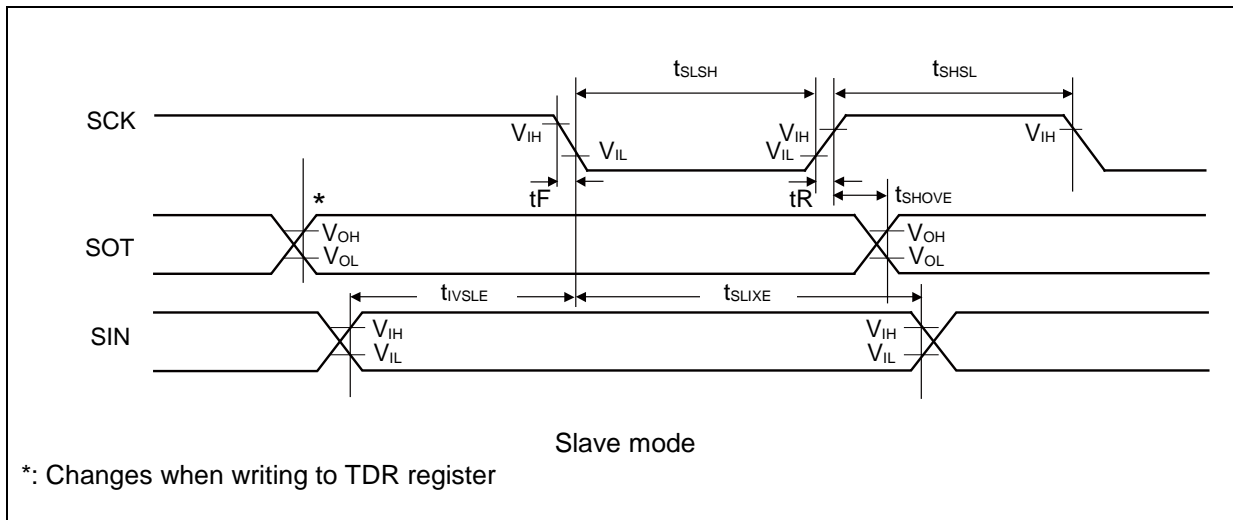 tSLSH
tSHSL
SCK
VIH
VIL
VIH
VIL
VIH
tF
tR
tSHOVE
*
SOT
VOH
VOL
VOH
VOL
tIVSLE
tSLIXE
SIN
VIH
VIL
VIH
VIL
Slave mode
*: Changes when writing to TDR register